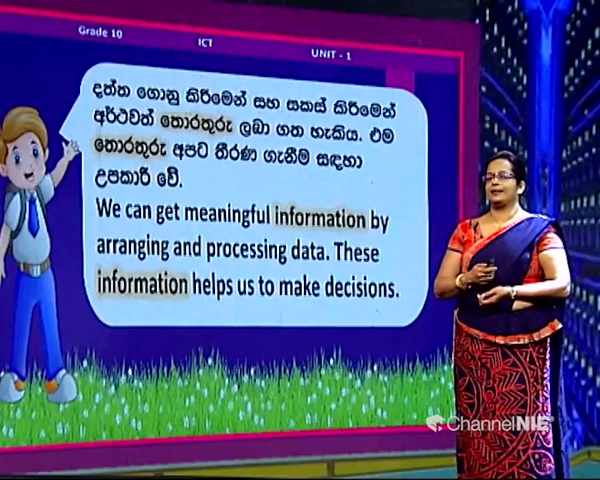 Grade 10
ICT
UNIT - 1
දත්ත ගොනු කිරිමෙන් සහ සකස් කිරිමෙන්
අර්ථවත් තොරතුරු ලබා ගත හැකිය. එම
තොරතුරු අපට තීරණ ගැනීම සඳහා
උපකාරී වේ.
We can get meaningful information by
arranging and processing data. These
information helps us to make decisions.
ChannelNIE